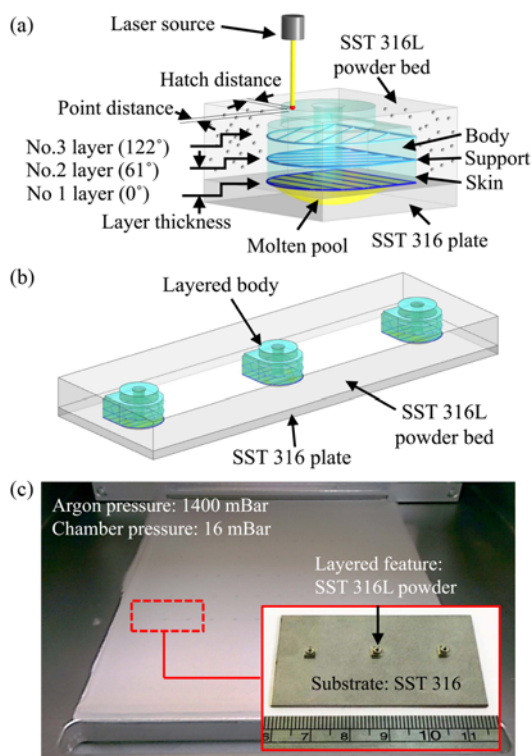 (a)
Laser source
SST 316L
powder bed
Hatch distance
Point distance
No.3 layer (122˚)
No.2 layer (61˚)
No 1 layer (0˚)
Layer thickness
Body
Support
Skin
Molten pool
SST 316 plate
(b)
Layered body
SST 316L
powder bed
SST 316 plate
(c)
Argon pressure: 1400 mBar
Chamber pressure: 16 mBar
Layered feature:
SST 316L powder
Substrate: SST 316
6 7 8 9 10 11